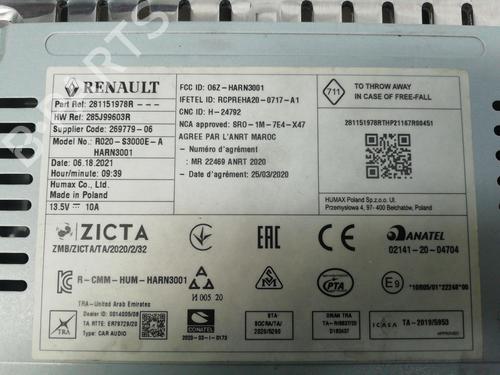 RENAULT
Part Ref: 281151978R ---
HW Ref: 285J99603R
Supplier Code: 269779-06
Model No.: R020-S3000E-A
HARN3001
Date: 06.18.2021
Hour/minute: 09:39
Humax Co., Ltd.
Made in Poland
13.5V 10A
FCC ID: O6Z-HARN3001
IFETEL ID: RCPREHA20-0717-A1
CNC ID: H-24792
NCA approved: SRO-1M-7E4-X47
AGREE PAR L'ANRT MAROC
- Numéro d'agrément:
: MR 22469 ANRT 2020
- Date d'agrément: 25/03/2020
711
TO THROW AWAY
IN CASE OF FREE-FALL
281151978RTHP21167R00451
HUMAX Poland Sp.z.o.o. Ul.
Przemysłowa 4, 97-400 Bełchatów, Poland
ZICTA
ZMB/ZICTA/TA/2020/2/32
EAC
ANATEL
02141-20-04704
R-CMM-HUM-HARN3001
И 005 20
PTA
E9
TRA-United Arab Emirates
TRA
TA RTTE: ER79729/20
Type: CAR AUDIO
CONATEL
ICASA
TA-2019/5953
APPROVED